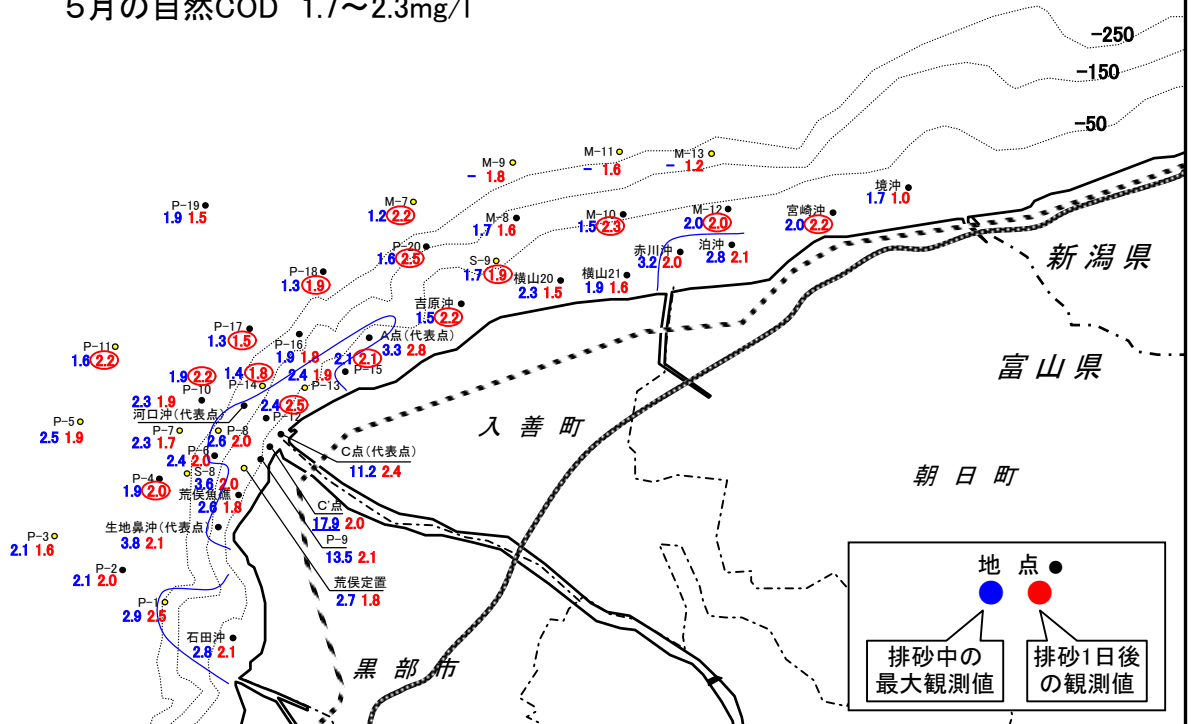 5月の自然COD 1.7～2.3mg/l
-250
-150
-50
M-13
- 1.2
M-11
- 1.6
M-9
- 1.8
境沖
1.7 1.0
P-19
1.9 1.5
M-7
1.2 2.2
M-8
1.7 1.6
M-10
1.5 2.3
M-12
2.0 2.0
宮崎沖
2.0 2.2
P-20
1.6 2.5
赤川沖
3.2 2.0
泊沖
2.8 2.1
新潟県
S-9
1.7 1.9
P-18
1.3 1.9
横山20
2.3 1.5
横山21
1.9 1.6
吉原沖
1.5 2.2
P-17
1.3 1.5
P-16
1.9 1.8
A点(代表点)
3.3 2.8
P-11
1.6 2.2
2.1 2.1
P-15
富山県
1.4 1.8
P-14
2.4 1.9
P-13
1.9 2.2
P-10
2.3 1.9
河口沖(代表点)
2.4 2.5
P-12
P-5
2.5 1.9
P-7
2.3 1.7
P-8
2.6 2.0
入善町
C点(代表点)
11.2 2.4
P-6
2.4 2.0
S-8
3.6 2.0
P-4
1.9 2.0
朝日町
荒俣魚礁
2.6 1.8
C'点
17.9 2.0
生地鼻沖(代表点)
3.8 2.1
P-3
2.1 1.6
P-9
13.5 2.1
P-2
2.1 2.0
荒俣定置
2.7 1.8
P-1
2.9 2.5
石田沖
2.8 2.1
黒部市
地 点
排砂中の
最大観測値
排砂1日後
の観測値